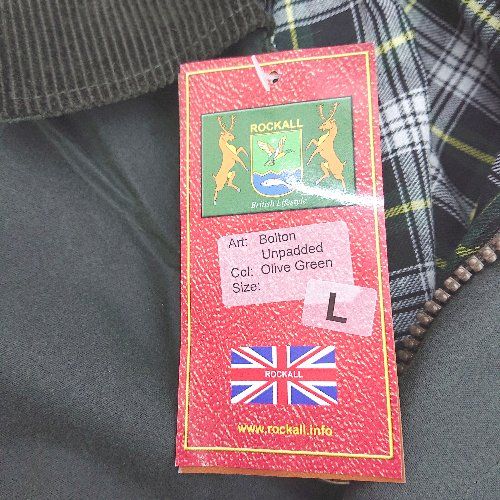 ROCKALL
British Lifestyle
Art: Bolton
Unpadded
Col: Olive Green
Size:
L
ROCKALL
www.rockall.info